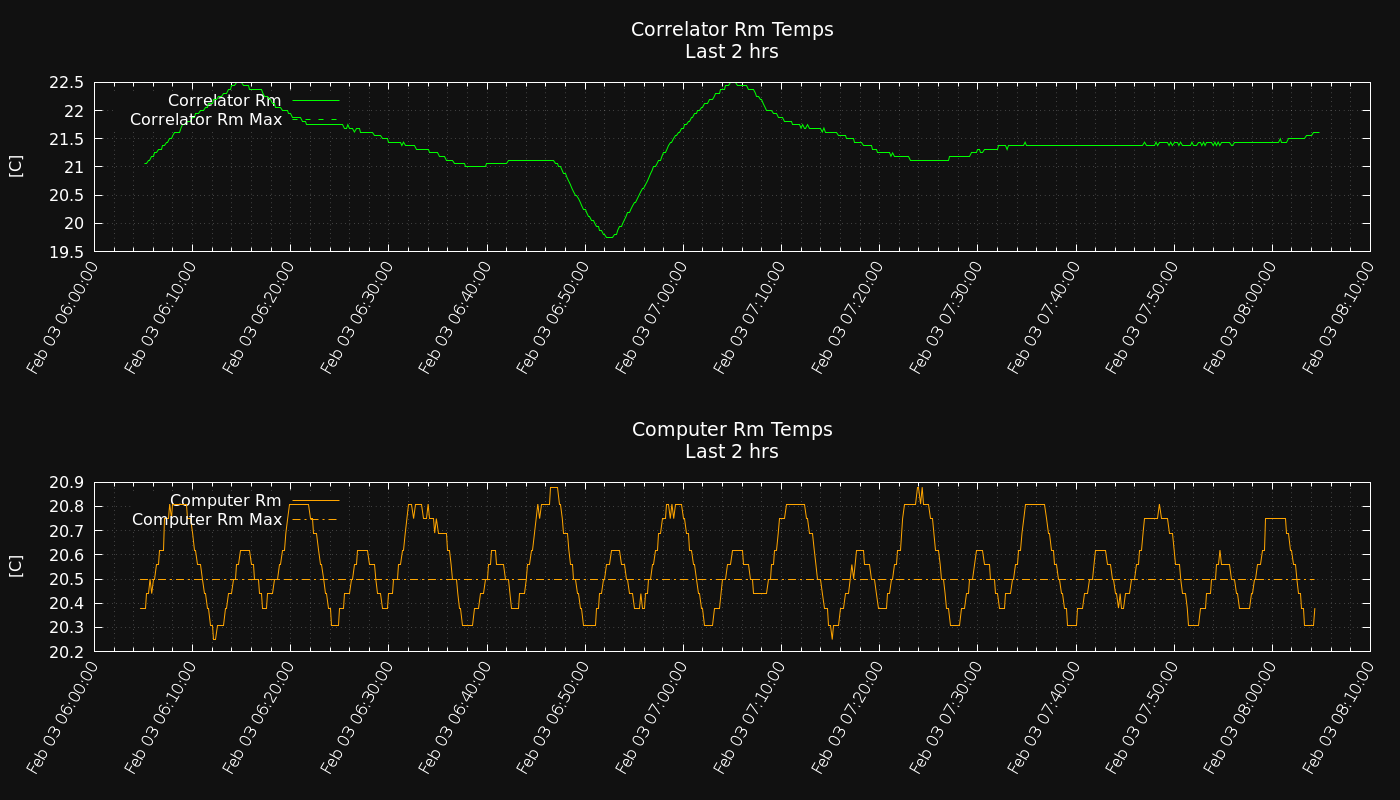 Correlator Rm Temps
Last 2 hrs
22.5
22
21.5
21
20.5
20
19.5
[C]
Correlator Rm
Correlator Rm Max
Feb 03 06:00:00
Feb 03 06:10:00
Feb 03 06:20:00
Feb 03 06:30:00
Feb 03 06:40:00
Feb 03 06:50:00
Feb 03 07:00:00
Feb 03 07:10:00
Feb 03 07:20:00
Feb 03 07:30:00
Feb 03 07:40:00
Feb 03 07:50:00
Feb 03 08:00:00
Feb 03 08:10:00
Computer Rm Temps
Last 2 hrs
20.9
20.8
20.7
20.6
20.5
20.4
20.3
20.2
[C]
Computer Rm
Computer Rm Max
Feb 03 06:00:00
Feb 03 06:10:00
Feb 03 06:20:00
Feb 03 06:30:00
Feb 03 06:40:00
Feb 03 06:50:00
Feb 03 07:00:00
Feb 03 07:10:00
Feb 03 07:20:00
Feb 03 07:30:00
Feb 03 07:40:00
Feb 03 07:50:00
Feb 03 08:00:00
Feb 03 08:10:00